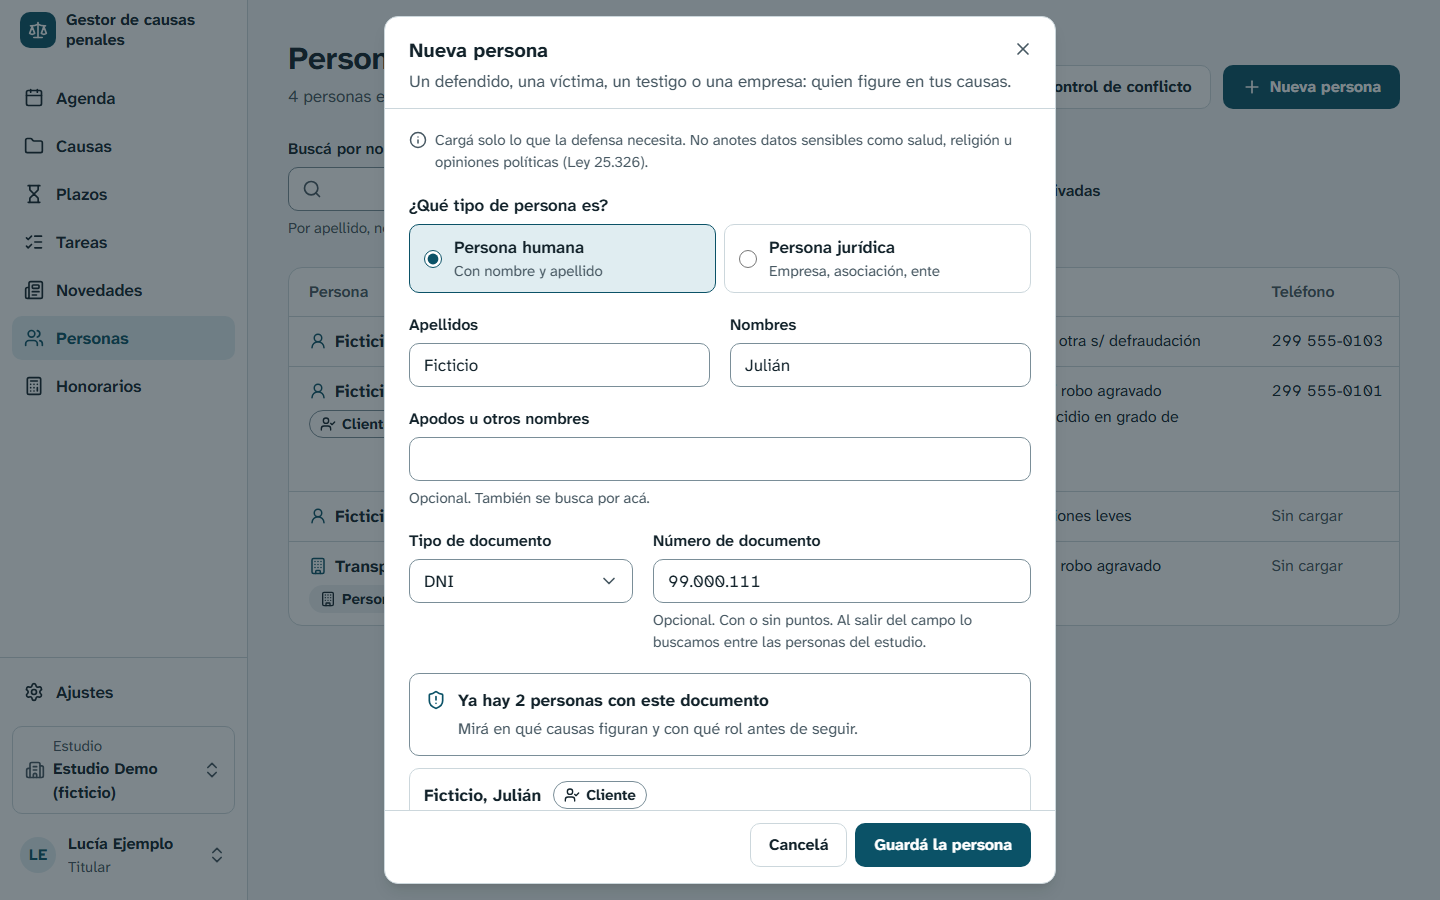 Gestor de causas
penales
Agenda
Causas
Plazos
Tareas
Novedades
Personas
Honorarios
Ajustes
Estudio
Estudio Demo
(ficticio)
LE
Lucía Ejemplo
Titular
4 personas
Por apellido,
Persona
Teléfono
de conflicto
Nueva persona
otra s/ defraudación
299 555-0103
robo agravado
299 555-0101
en grado de
leves
Sin cargar
robo agravado
Sin cargar
Nueva persona
Un defendido, una víctima, un testigo o una empresa: quien figure en tus causas.
Cargá solo lo que la defensa necesita. No anotes datos sensibles como salud, religión u
opiniones políticas (Ley 25.326).
¿Qué tipo de persona es?
Persona humana
Con nombre y apellido
Persona jurídica
Empresa, asociación, ente
Apellidos
Nombres
Ficticio
Julián
Apodos u otros nombres
Opcional. También se busca por acá.
Tipo de documento
Número de documento
DNI
99.000.111
Opcional. Con o sin puntos. Al salir del campo lo
buscamos entre las personas del estudio.
Ya hay 2 personas con este documento
Mirá en qué causas figuran y con qué rol antes de seguir.
Ficticio, Julián
Cliente
Cancelá
Guardá la persona